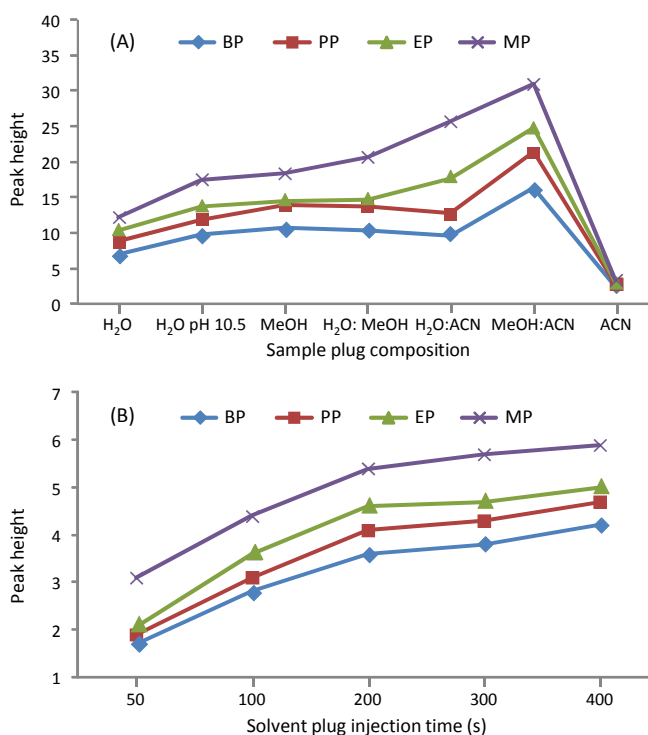 (A) BP PP EP MP
40
35
30
25
20
15
10
5
0
Peak height
H₂O H₂O pH 10.5 MeOH H₂O: MeOH H₂O:ACN MeOH:ACN ACN
Sample plug composition
(B) BP PP EP MP
7
6
5
4
3
2
1
Peak height
50 100 200 300 400
Solvent plug injection time (s)